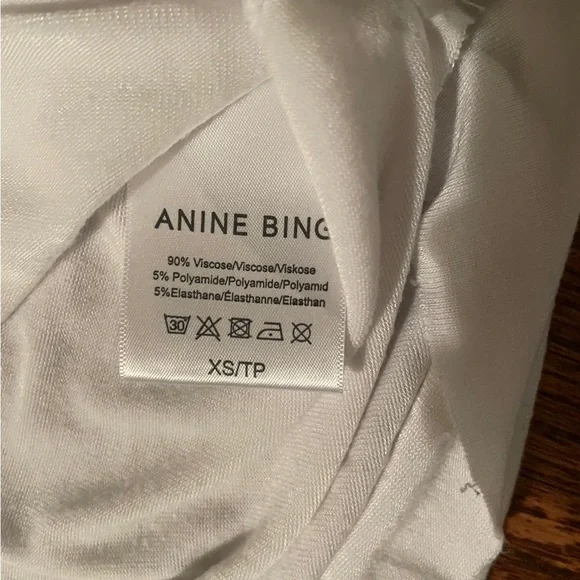 ANINE BING
90% Viscose/Viscose/Viskose
5% Polyamide/Polyamide/Polyamid
5%Elasthane/Élasthanne/Elasthan
30
XS/TP